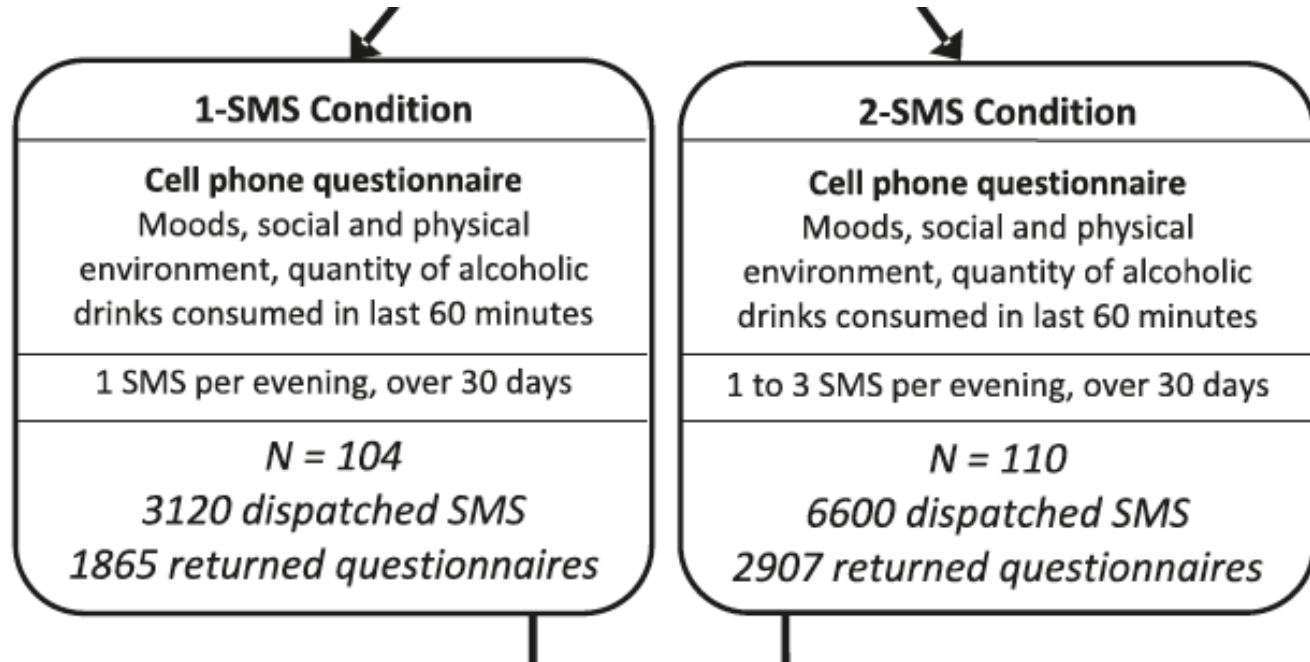 1-SMS Condition
Cell phone questionnaire
Moods, social and physical
environment, quantity of alcoholic
drinks consumed in last 60 minutes
1 SMS per evening, over 30 days
N = 104
3120 dispatched SMS
1865 returned questionnaires
2-SMS Condition
Cell phone questionnaire
Moods, social and physical
environment, quantity of alcoholic
drinks consumed in last 60 minutes
1 to 3 SMS per evening, over 30 days
N = 110
6600 dispatched SMS
2907 returned questionnaires